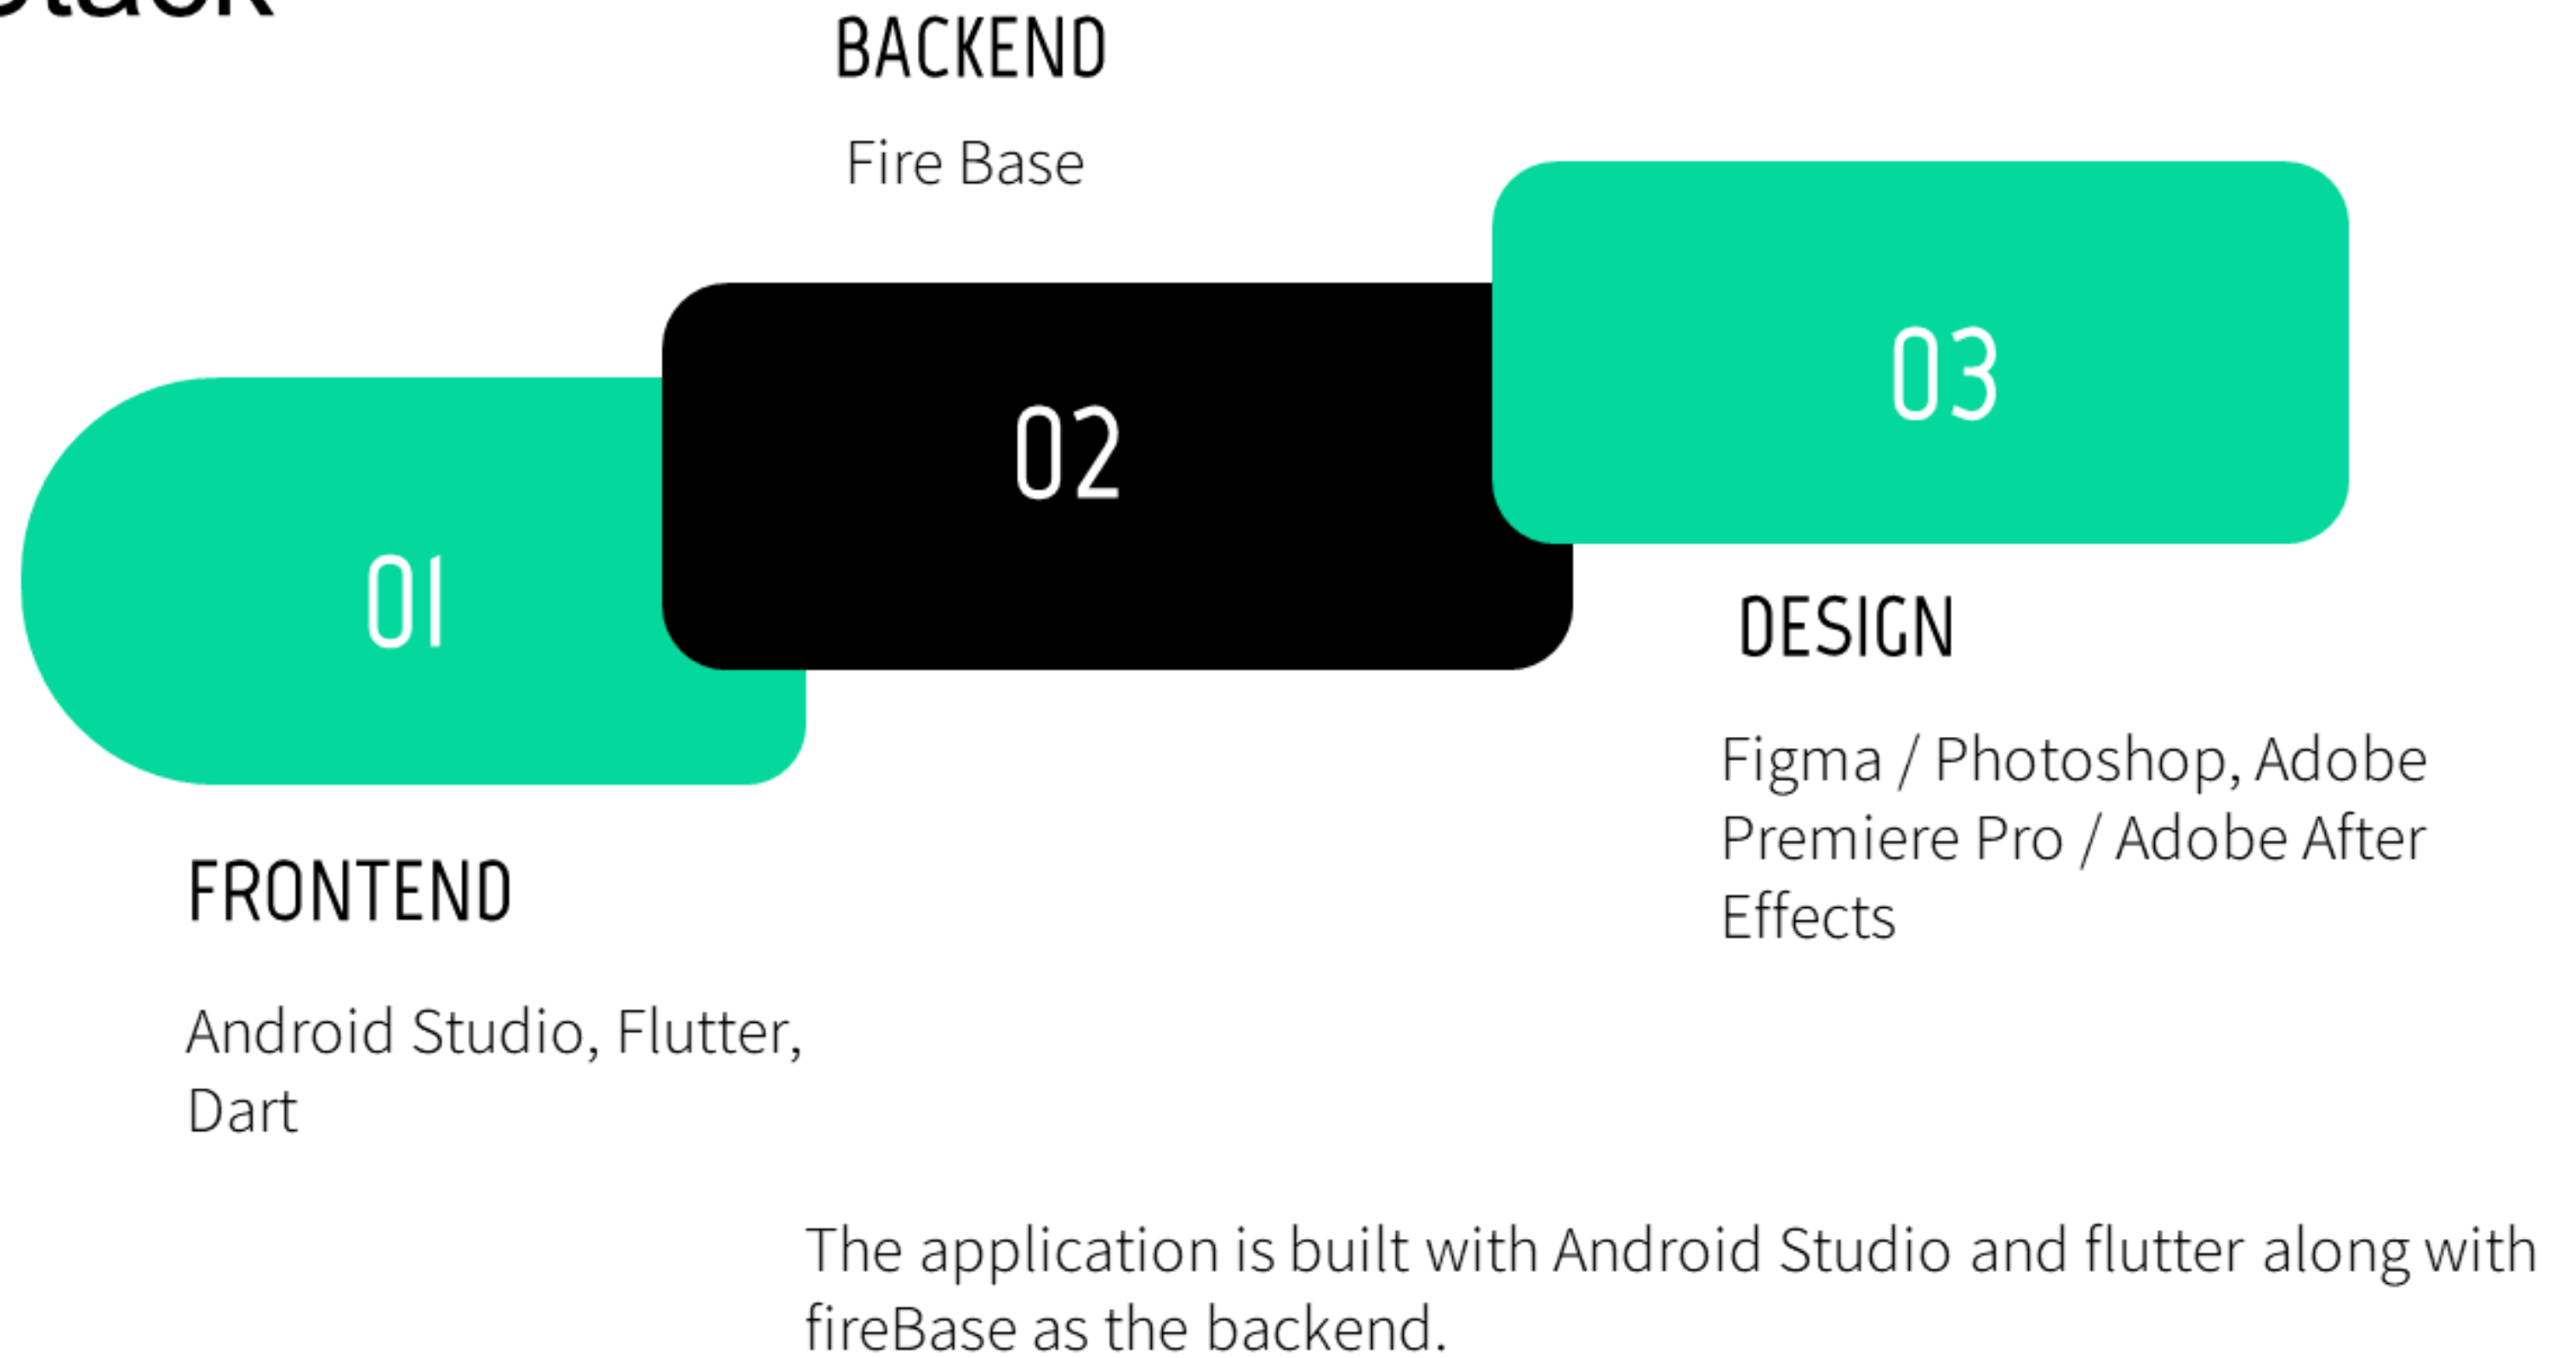 BACKEND
Fire Base
03
02
01
DESIGN
Figma / Photoshop, Adobe
Premiere Pro / Adobe After
Effects
FRONTEND
Android Studio, Flutter,
Dart
The application is built with Android Studio and flutter along with
fireBase as the backend.